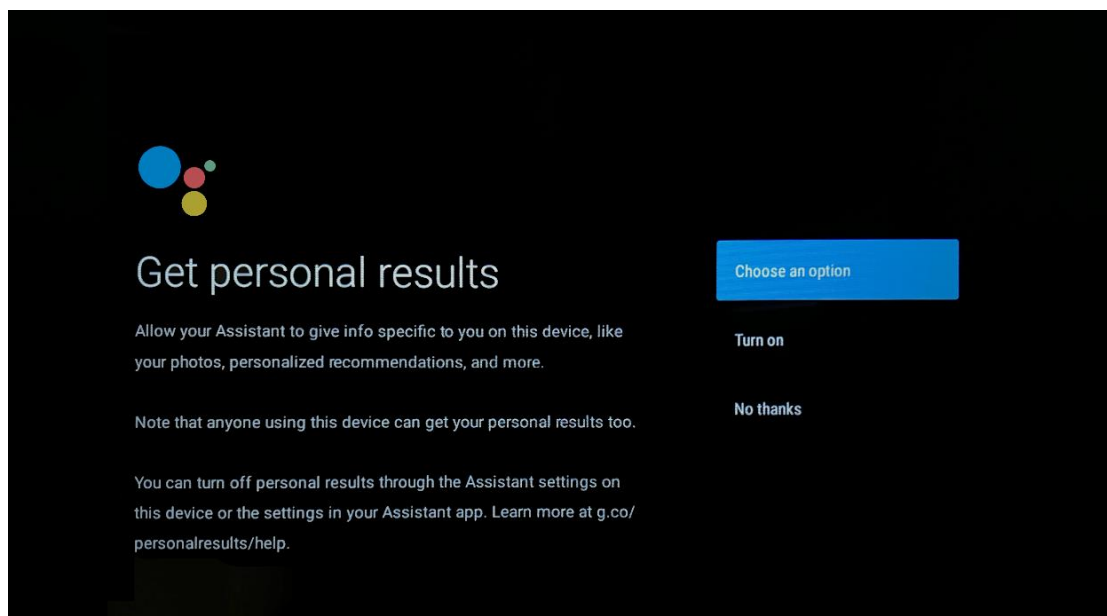 Get personal results
Choose an option
Allow your Assistant to give info specific to you on this device, like
your photos, personalized recommendations, and more.
Turn on
Note that anyone using this device can get your personal results too.
No thanks
You can turn off personal results through the Assistant settings on
this device or the settings in your Assistant app. Learn more at g.co/
personalresults/help.